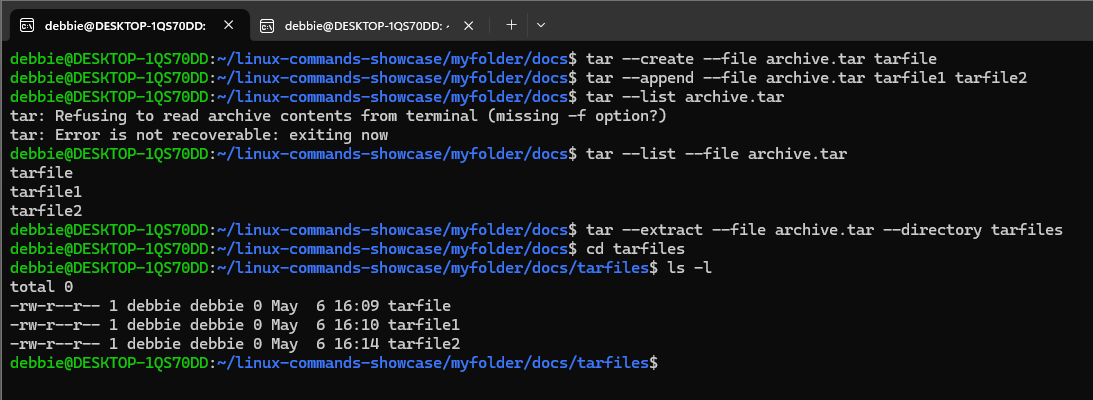 debbie@DESKTOP-1QS70DD:
debbie@DESKTOP-1QS70DD: ~
debbie@DESKTOP-1QS70DD:~/linux-commands-showcase/myfolder/docs$ tar --create --file archive.tar tarfile
debbie@DESKTOP-1QS70DD:~/linux-commands-showcase/myfolder/docs$ tar --append --file archive.tar tarfile1 tarfile2
debbie@DESKTOP-1QS70DD:~/linux-commands-showcase/myfolder/docs$ tar --list archive.tar
tar: Refusing to read archive contents from terminal (missing -f option?)
tar: Error is not recoverable: exiting now
debbie@DESKTOP-1QS70DD:~/linux-commands-showcase/myfolder/docs$ tar --list --file archive.tar
tarfile
tarfile1
tarfile2
debbie@DESKTOP-1QS70DD:~/linux-commands-showcase/myfolder/docs$ tar --extract --file archive.tar --directory tarfiles
debbie@DESKTOP-1QS70DD:~/linux-commands-showcase/myfolder/docs$ cd tarfiles
debbie@DESKTOP-1QS70DD:~/linux-commands-showcase/myfolder/docs/tarfiles$ ls -l
total 0
-rw-r--r-- 1 debbie debbie 0 May  6 16:09 tarfile
-rw-r--r-- 1 debbie debbie 0 May  6 16:10 tarfile1
-rw-r--r-- 1 debbie debbie 0 May  6 16:14 tarfile2
debbie@DESKTOP-1QS70DD:~/linux-commands-showcase/myfolder/docs/tarfiles$